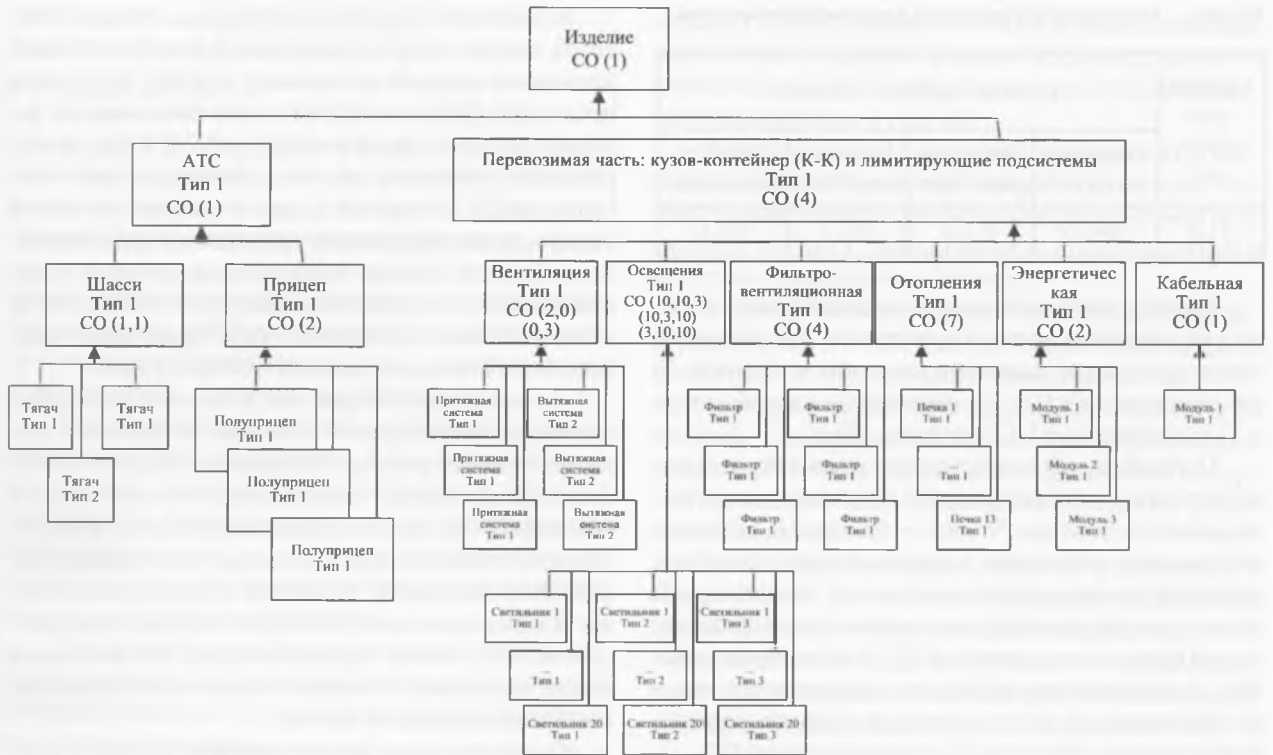 Изделие
СО (1)
АТС
Тип 1
СО (1)
Перевозимая часть: кузов-контейнер (К-К) и лимитирующие подсистемы
Тип 1
СО (4)
Шасси
Тип 1
СО (1,1)
Прицеп
Тип 1
СО (2)
Вентиляция
Тип 1
СО (2,0)
(0,3)
Освещения
Тип 1
СО (10,10,3)
(10,3,10)
(3,10,10)
Фильтро-
вентиляционная
Тип 1
СО (4)
Отопления
Тип 1
СО (7)
Энергетичес
кая
Тип 1
СО (2)
Кабельная
Тип 1
СО (1)
Тягач
Тип 1
Тягач
Тип 1
Тягач
Тип 2
Полуприцеп
Тип 1
Полуприцеп
Тип 1
Полуприцеп
Тип 1
Притяжная
система
Тип 1
Вытяжная
система
Тип 2
Притяжная
система
Тип 1
Вытяжная
система
Тип 2
Притяжная
система
Тип 1
Вытяжная
система
Тип 2
Фильтр
Тип 1
Фильтр
Тип 1
Фильтр
Тип 1
Фильтр
Тип 1
Фильтр
Тип 1
Фильтр
Тип 1
Печка 1
Тип 1
...
Тип 1
Печка 13
Тип 1
Модуль 1
Тип 1
Модуль 2
Тип 1
Модуль 3
Тип 1
Модуль 1
Тип 1
Светильник 1
Тип 1
Светильник 1
Тип 2
Светильник 1
Тип 3
...
Тип 1
...
Тип 2
...
Тип 3
Светильник 20
Тип 1
Светильник 20
Тип 2
Светильник 20
Тип 3